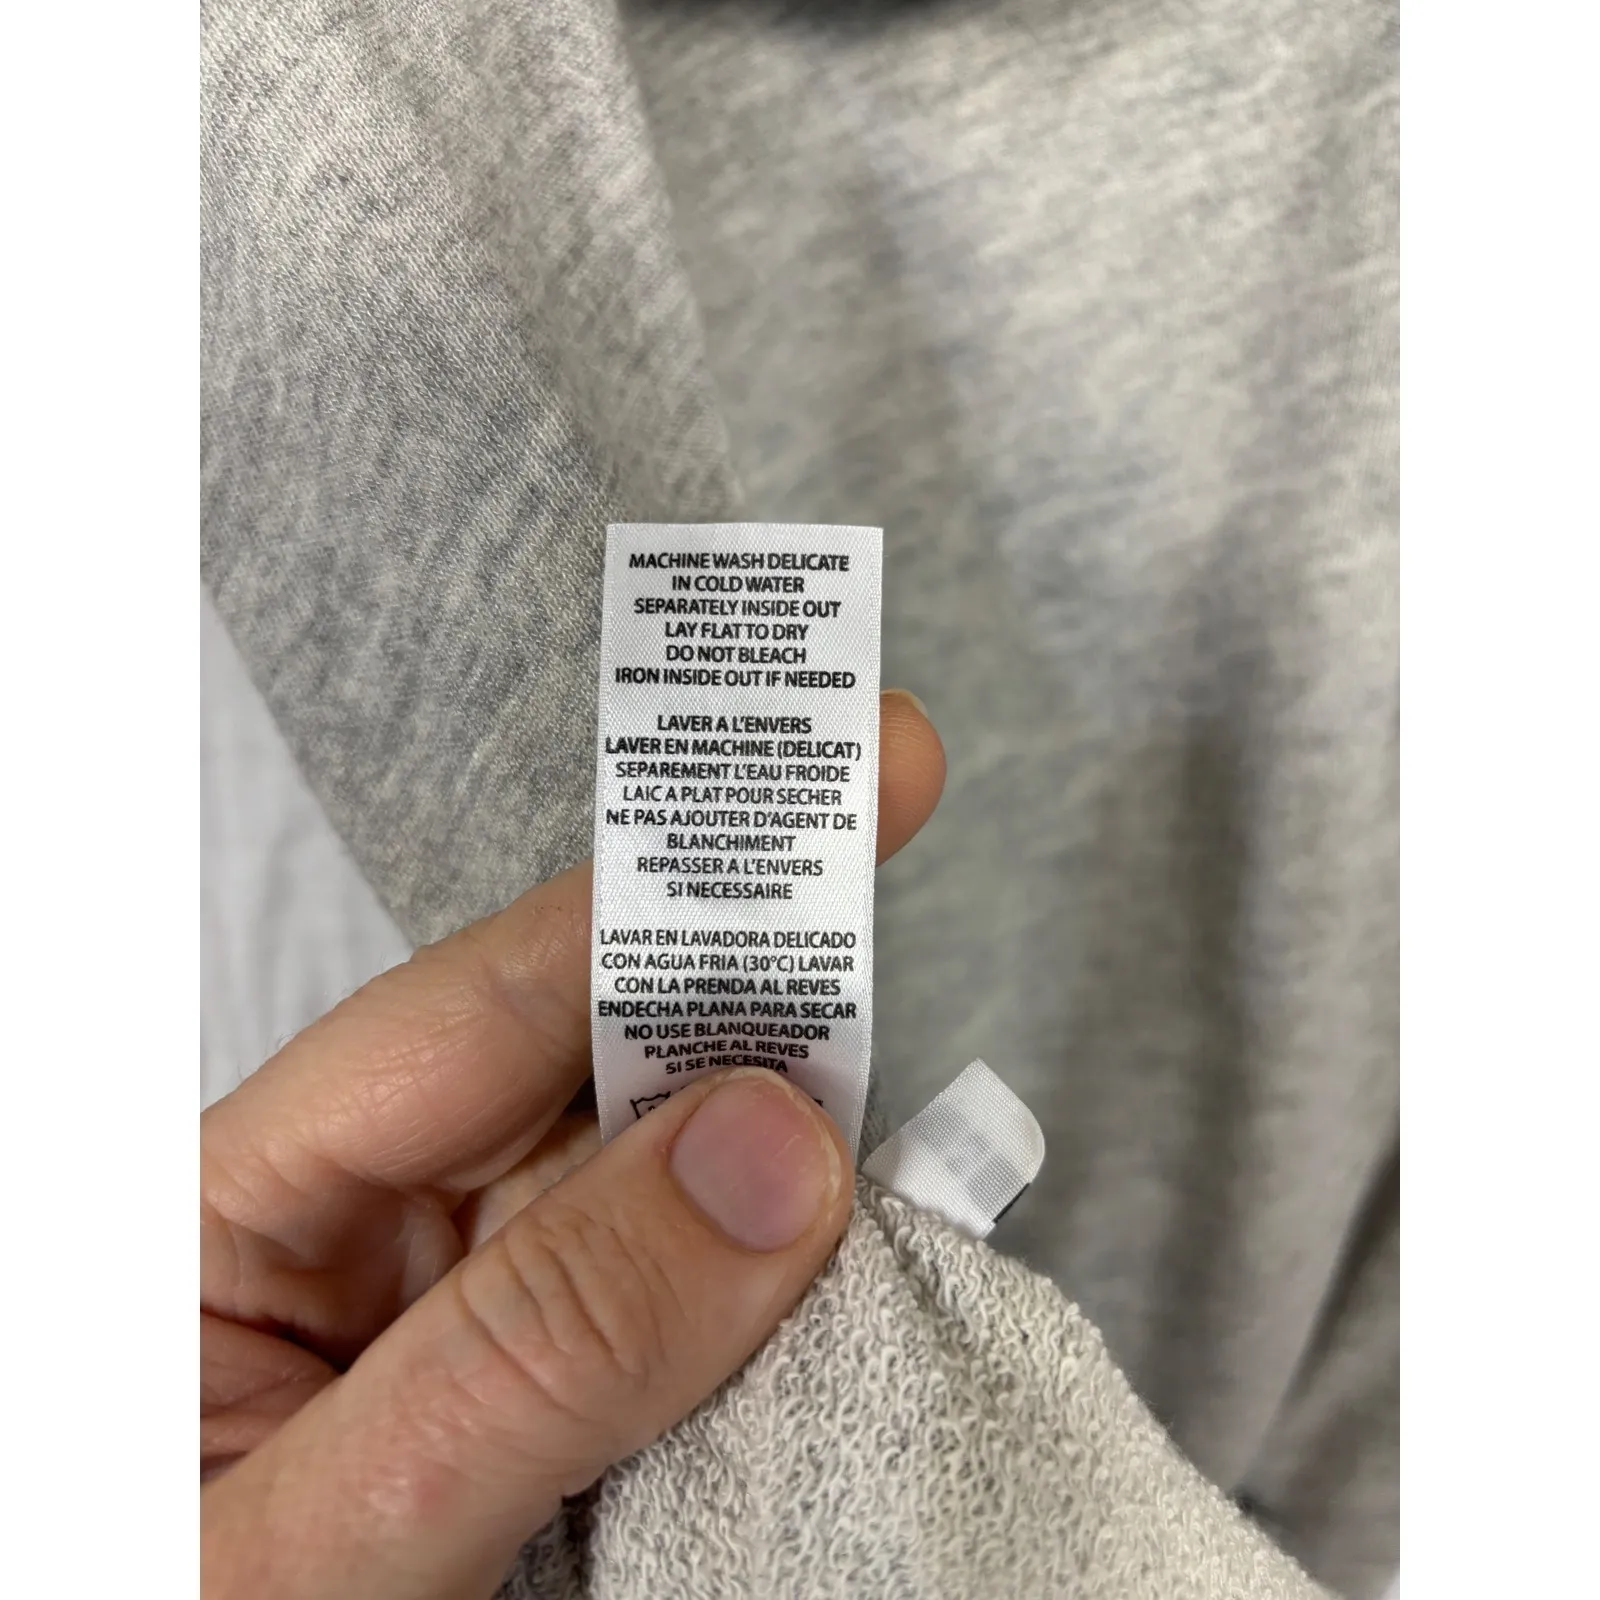 MACHINE WASH DELICATE
IN COLD WATER
SEPARATELY INSIDE OUT
LAY FLAT TO DRY
DO NOT BLEACH
IRON INSIDE OUT IF NEEDED
LAVER A L'ENVERS
LAVER EN MACHINE (DELICAT)
SEPAREMENT L'EAU FROIDE
LAIC A PLAT POUR SECHER
NE PAS AJOUTER D'AGENT DE
BLANCHIMENT
REPASSER A L'ENVERS
SI NECESSAIRE
LAVAR EN LAVADORA DELICADO
CON AGUA FRIA (30°C) LAVAR
CON LA PRENDA AL REVES
ENDECHA PLANA PARA SECAR
NO USE BLANQUEADOR
PLANCHE AL REVES
SI SE NECESITA